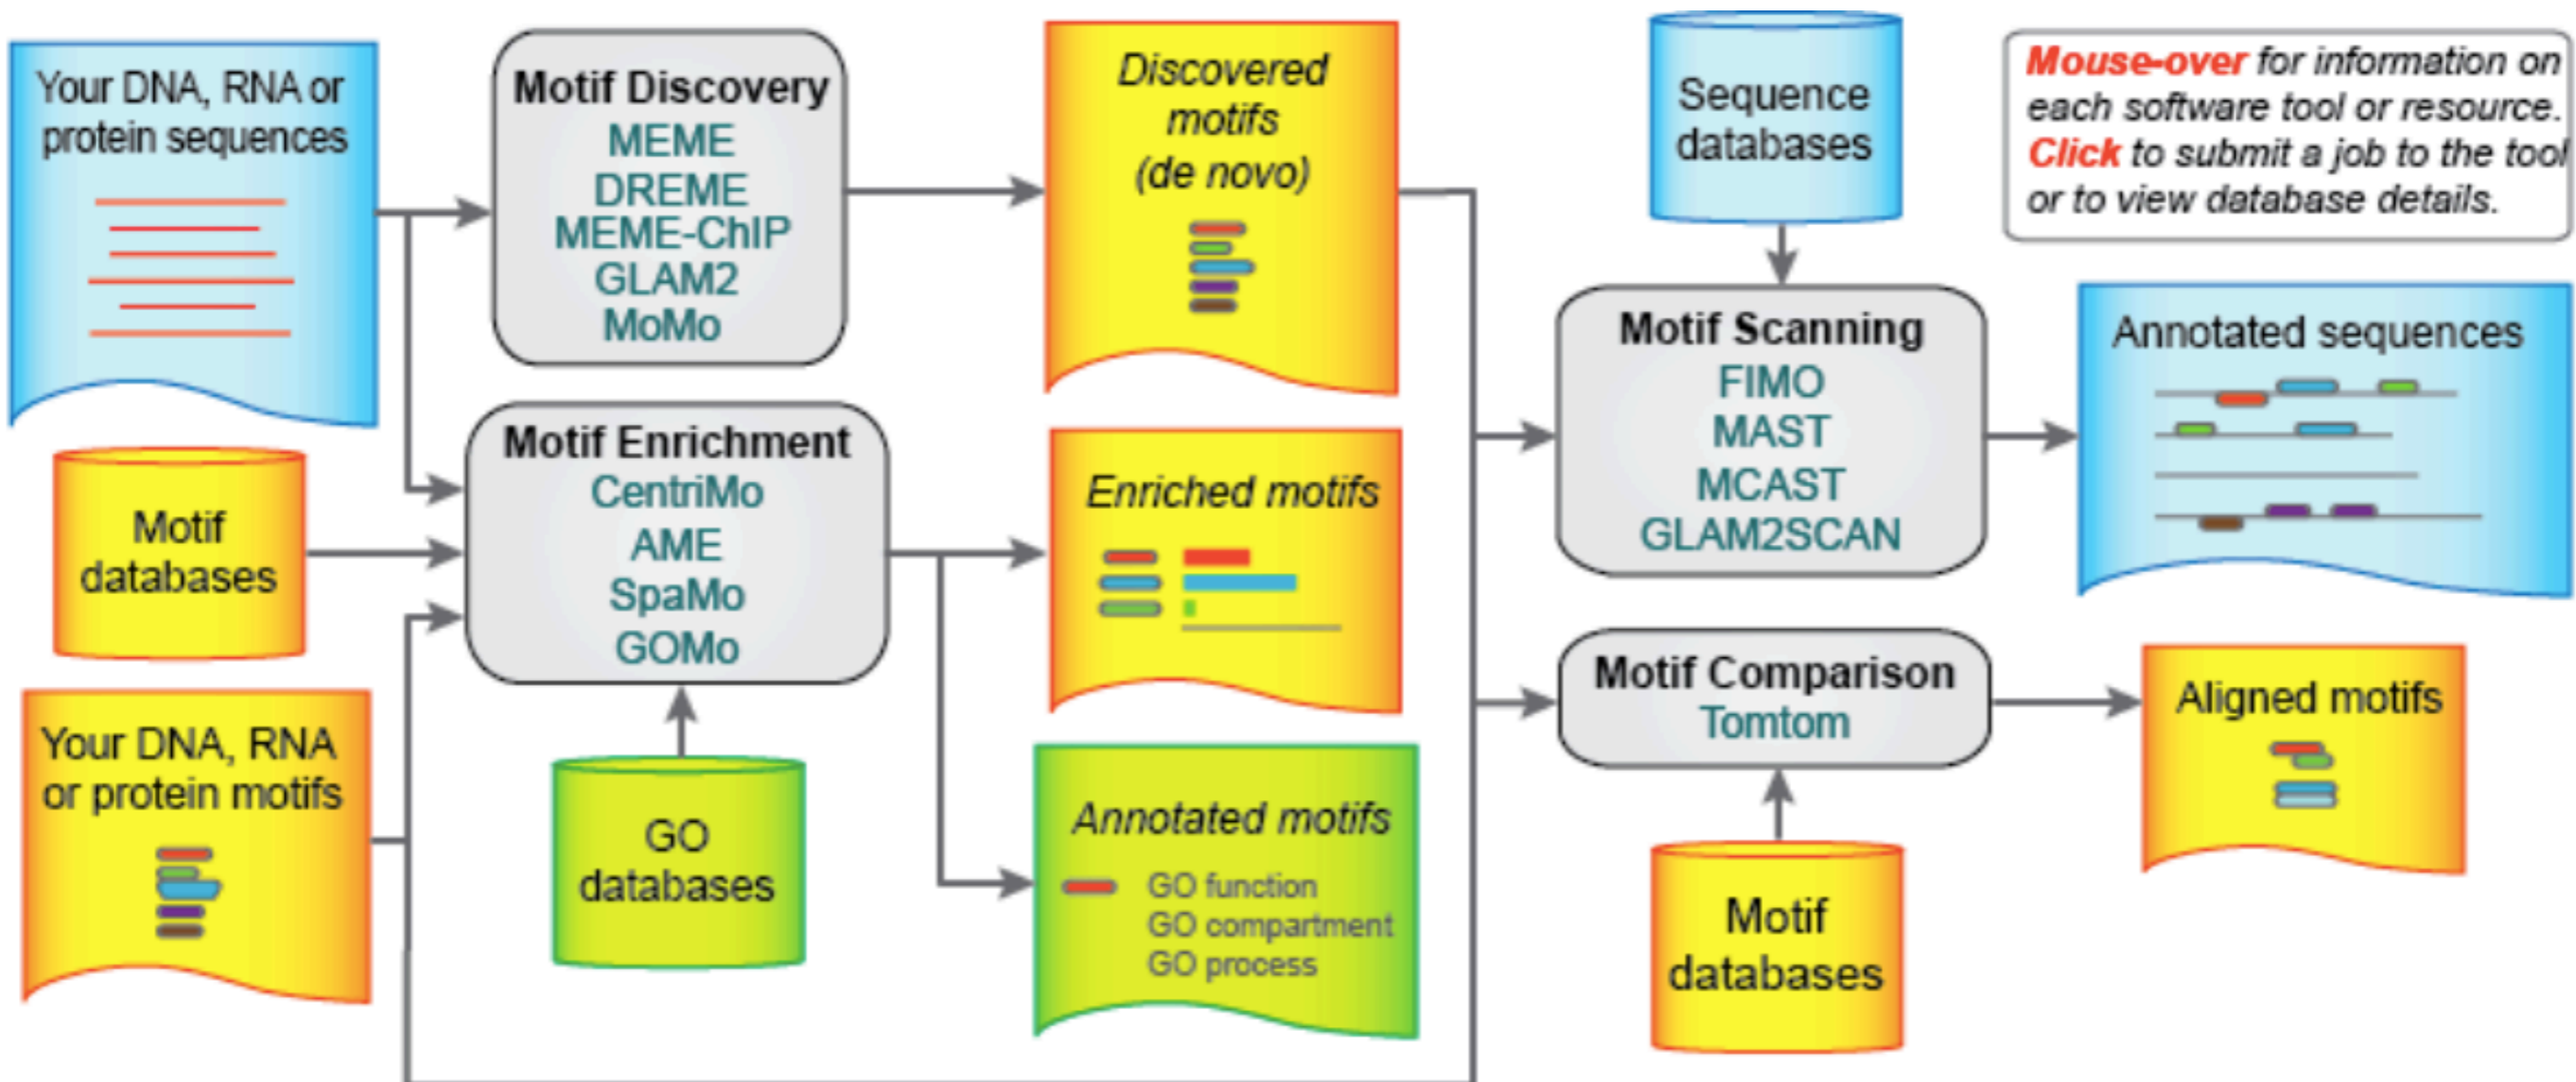 Your DNA, RNA or
protein sequences
Motif Discovery
MEME
DREME
MEME-ChIP
GLAM2
MoMo
Discovered
motifs
(de novo)
Sequence
databases
Mouse-over for information on
each software tool or resource.
Click to submit a job to the tool
or to view database details.
Motif Scanning
FIMO
MAST
MCAST
GLAM2SCAN
Annotated sequences
Motif
databases
Motif Enrichment
CentriMo
AME
SpaMo
GOMo
Enriched motifs
Motif Comparison
Tomtom
Aligned motifs
Your DNA, RNA
or protein motifs
GO
databases
Annotated motifs
GO function
GO compartment
GO process
Motif
databases